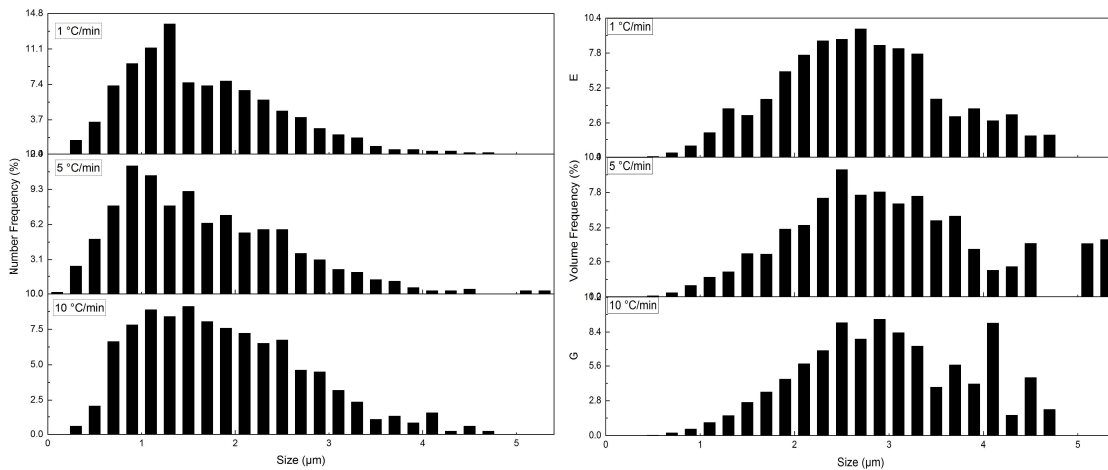 14.8
11.1
7.4
3.7
1 °C/min
9.3
6.2
3.1
5 °C/min
10.0
7.5
5.0
2.5
0.0
10 °C/min
Number Frequency (%)
0 1 2 3 4 5
Size (µm)
10.4
7.8
5.2
2.6
1 °C/min
E
7.8
5.2
2.6
5 °C/min
Volume Frequency (%)
8.4
5.6
2.8
0.0
10 °C/min
G
0 1 2 3 4 5
Size (µm)